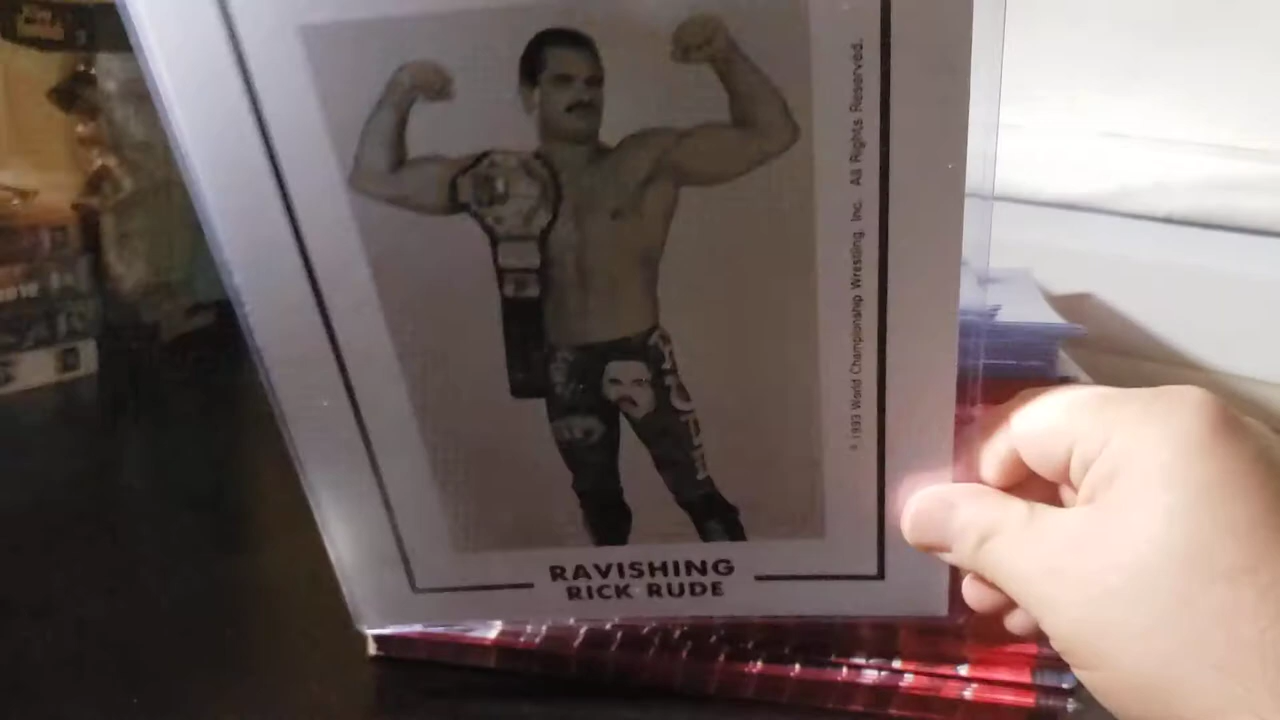 © 1993 World Championship Wrestling, Inc. All Rights Reserved.
RAVISHING
RICK RUDE